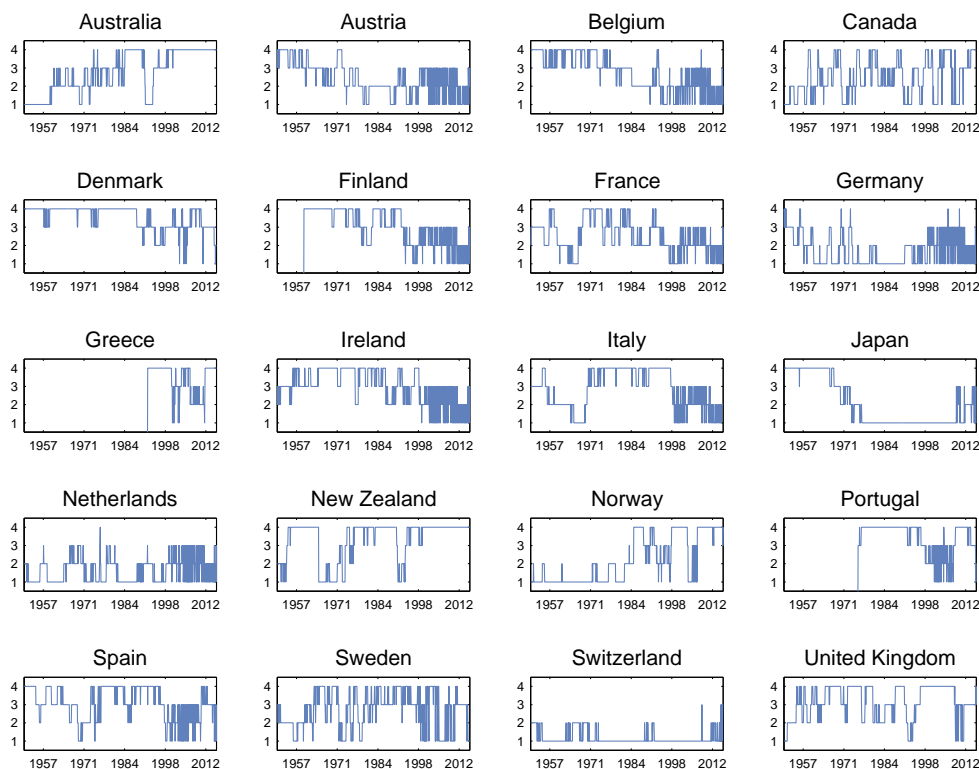 Australia
4
3
2
1
1957 1971 1984 1998 2012
Austria
4
3
2
1
1957 1971 1984 1998 2012
Belgium
4
3
2
1
1957 1971 1984 1998 2012
Canada
4
3
2
1
1957 1971 1984 1998 2012
Denmark
4
3
2
1
1957 1971 1984 1998 2012
Finland
4
3
2
1
1957 1971 1984 1998 2012
France
4
3
2
1
1957 1971 1984 1998 2012
Germany
4
3
2
1
1957 1971 1984 1998 2012
Greece
4
3
2
1
1957 1971 1984 1998 2012
Ireland
4
3
2
1
1957 1971 1984 1998 2012
Italy
4
3
2
1
1957 1971 1984 1998 2012
Japan
4
3
2
1
1957 1971 1984 1998 2012
Netherlands
4
3
2
1
1957 1971 1984 1998 2012
New Zealand
4
3
2
1
1957 1971 1984 1998 2012
Norway
4
3
2
1
1957 1971 1984 1998 2012
Portugal
4
3
2
1
1957 1971 1984 1998 2012
Spain
4
3
2
1
1957 1971 1984 1998 2012
Sweden
4
3
2
1
1957 1971 1984 1998 2012
Switzerland
4
3
2
1
1957 1971 1984 1998 2012
United Kingdom
4
3
2
1
1957 1971 1984 1998 2012